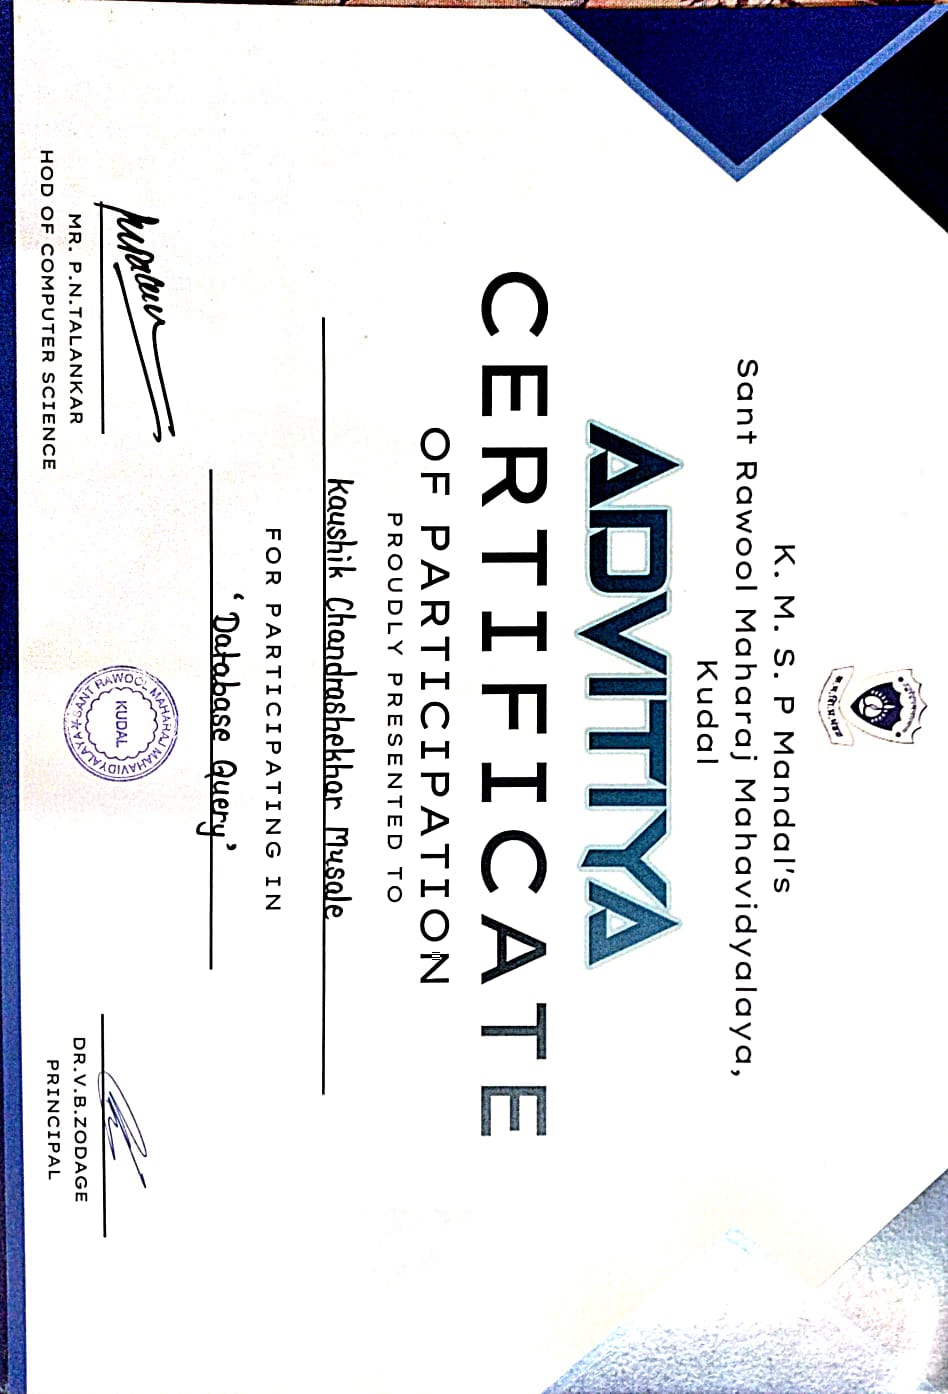 क.म.शि.प्र.मंडळ
K. M. S. P Mandal's
Sant Rawool Maharaj Mahavidyalaya,
Kudal
ADVITIYA
CERTIFICATE
OF PARTICIPATION
PROUDLY PRESENTED TO
Kaushik Chandrashekhar Musale
FOR PARTICIPATING IN
‘Database Query’
SANT RAWOOL MAHARAJ MAHAVIDYALAYA
KUDAL
MR. P.N.TALANKAR
HOD OF COMPUTER SCIENCE
DR.V.B.ZODAGE
PRINCIPAL